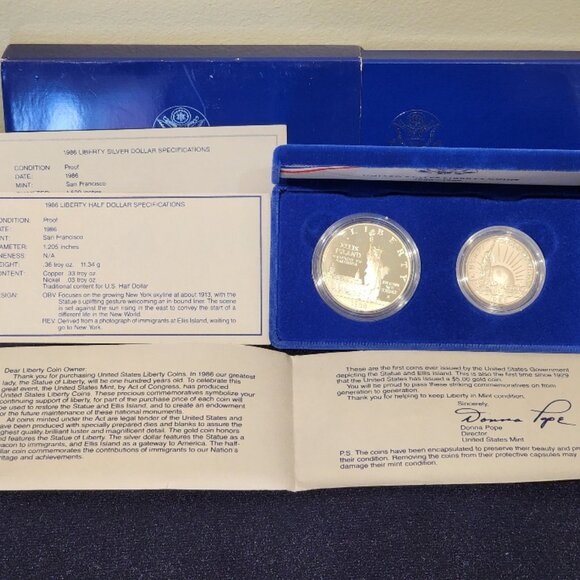 1986 LIBERTY SILVER DOLLAR SPECIFICATIONS
CONDITION: Proof
DATE: 1986
MINT: San Francisco
1986 LIBERTY HALF DOLLAR SPECIFICATIONS
CONDITION: Proof
DATE: 1986
NT: San Francisco
AMETER: 1.205 inches
NENESS: N/A
EIGHT: .36 troy oz. 11.34 g
ONTENT: Copper .33 troy oz.
Nickel .03 troy oz.
Traditional content for U.S. Half Dollar
ESIGN: OBV. Focuses on the growing New York skyline at about 1913, with the
Statue's uplifting gesture welcoming an in-bound liner. The scene
is set against the sun rising in the east to convey the start of a
different life in the New World.
REV. Derived from a photograph of immigrants at Ellis Island, waiting to
go to New York.
LIBERTY
ELLIS
ISLAND
GATEWAY TO
AMERICA
Dear Liberty Coin Owner:
Thank you for purchasing United States Liberty Coins. In 1986 our greatest
lady, the Statue of Liberty, will be one hundred years old. To celebrate this
great event, the United States Mint, by Act of Congress, has produced
United States Liberty Coins. These precious commemoratives symbolize your
continuing support of liberty, for part of the purchase price of each coin will
be used to restore the Statue and Ellis Island, and to create an endowment
for the future maintenance of these national monuments.
All coins minted under the Act are legal tender of the United States and
have been produced with specially prepared dies and blanks to assure the
highest quality brilliant luster and magnificent detail. The gold coin honors
and features the Statue of Liberty. The silver dollar features the Statue as a
beacon to immigrants, and Ellis Island as a gateway to America. The half
dollar coin commemorates the contributions of immigrants to our Nation's
heritage and achievements.
These are the first coins ever issued by the United States Government
depicting the Statue and Ellis Island. This is also the first time since 1929
that the United States has issued a $5.00 gold coin.
You will be proud to pass these striking commemoratives on from
generation to generation.
Thank you for helping to keep Liberty in Mint condition.
Sincerely,
Donna Pope
Donna Pope
Director
United States Mint
P.S. The coins have been encapsulated to preserve their beauty and pr
their condition. Removing the coins from their protective capsules may
damage their mint condition.